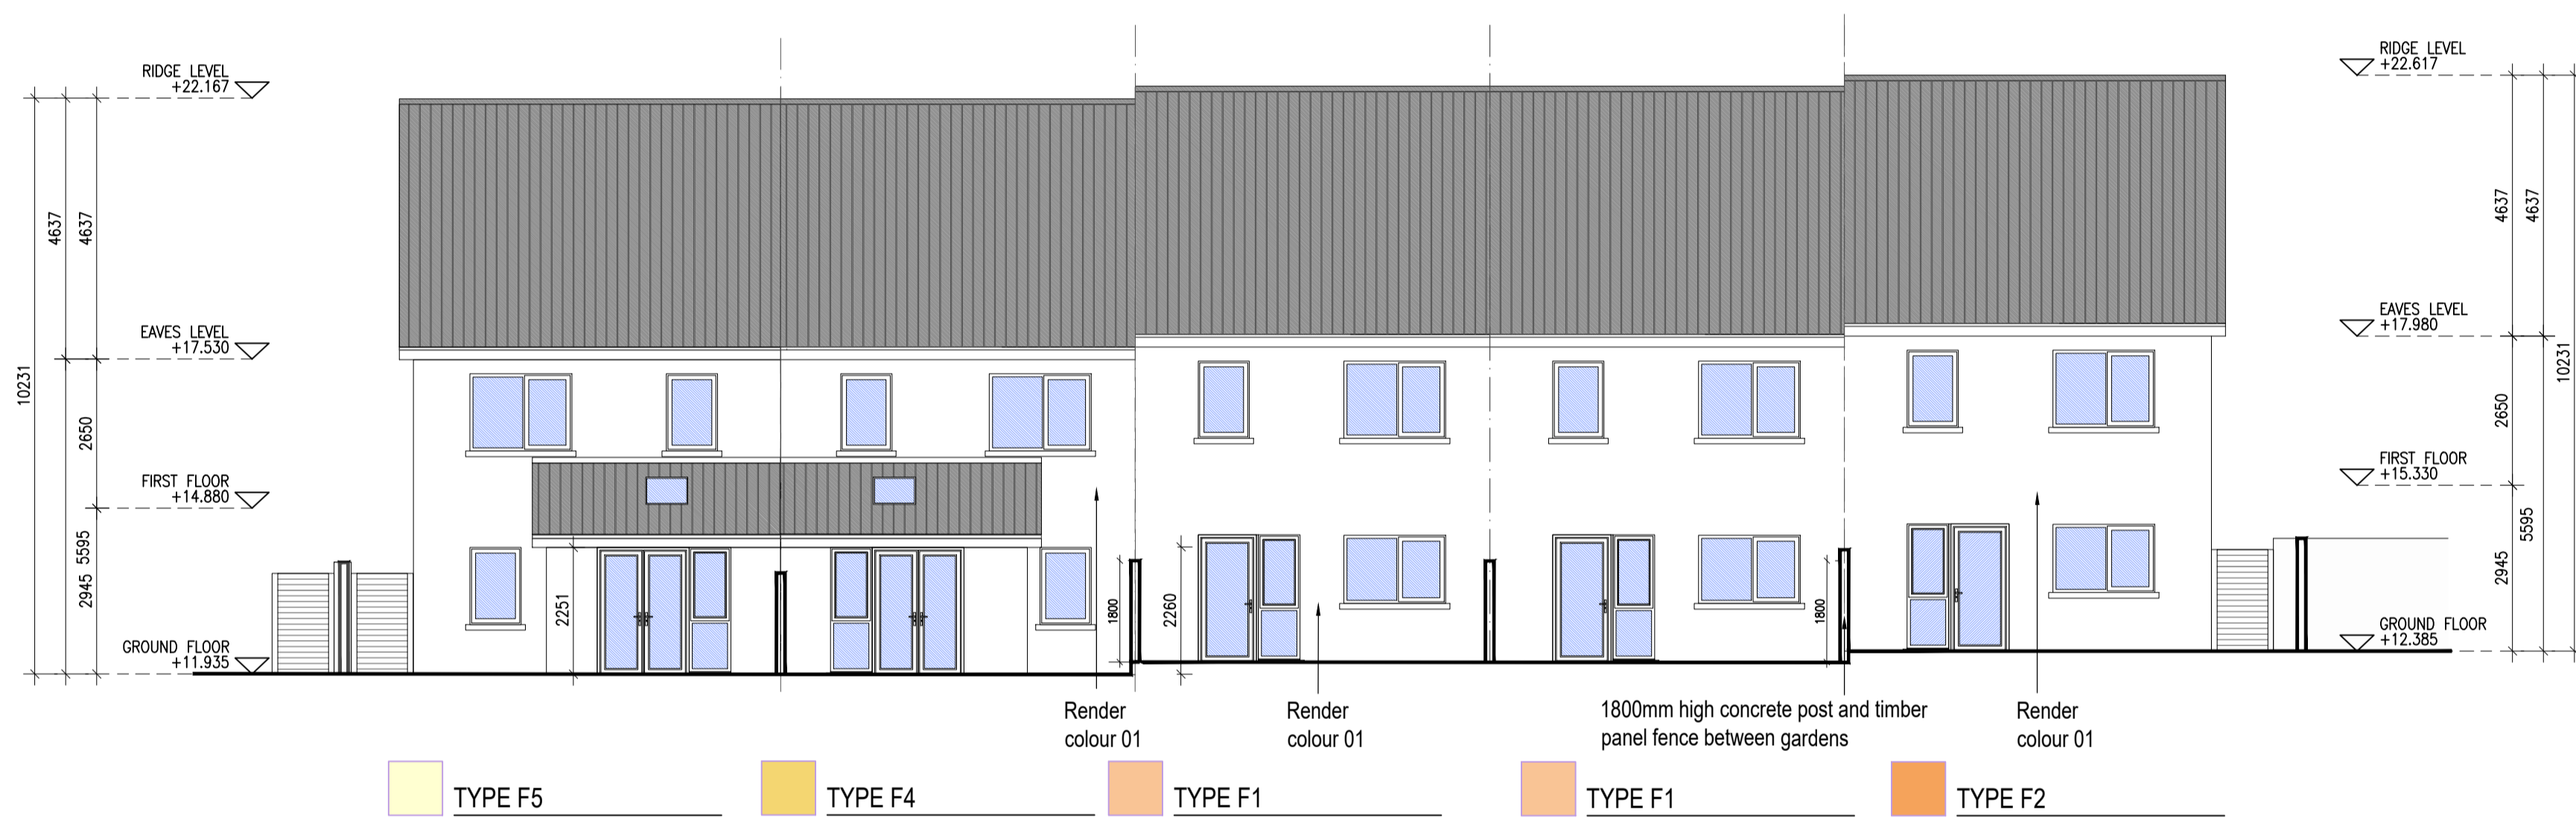 RIDGE LEVEL
+22.167
EAVES LEVEL
+17.530
FIRST FLOOR
+14.880
GROUND FLOOR
+11.935
10231
4637
4637
2650
5595
2945
2251
1800
2260
1800
RIDGE LEVEL
+22.617
EAVES LEVEL
+17.980
FIRST FLOOR
+15.330
GROUND FLOOR
+12.385
4637
4637
10231
2650
5595
2945
Render
colour 01
Render
colour 01
1800mm high concrete post and timber
panel fence between gardens
Render
colour 01
TYPE F5
TYPE F4
TYPE F1
TYPE F1
TYPE F2